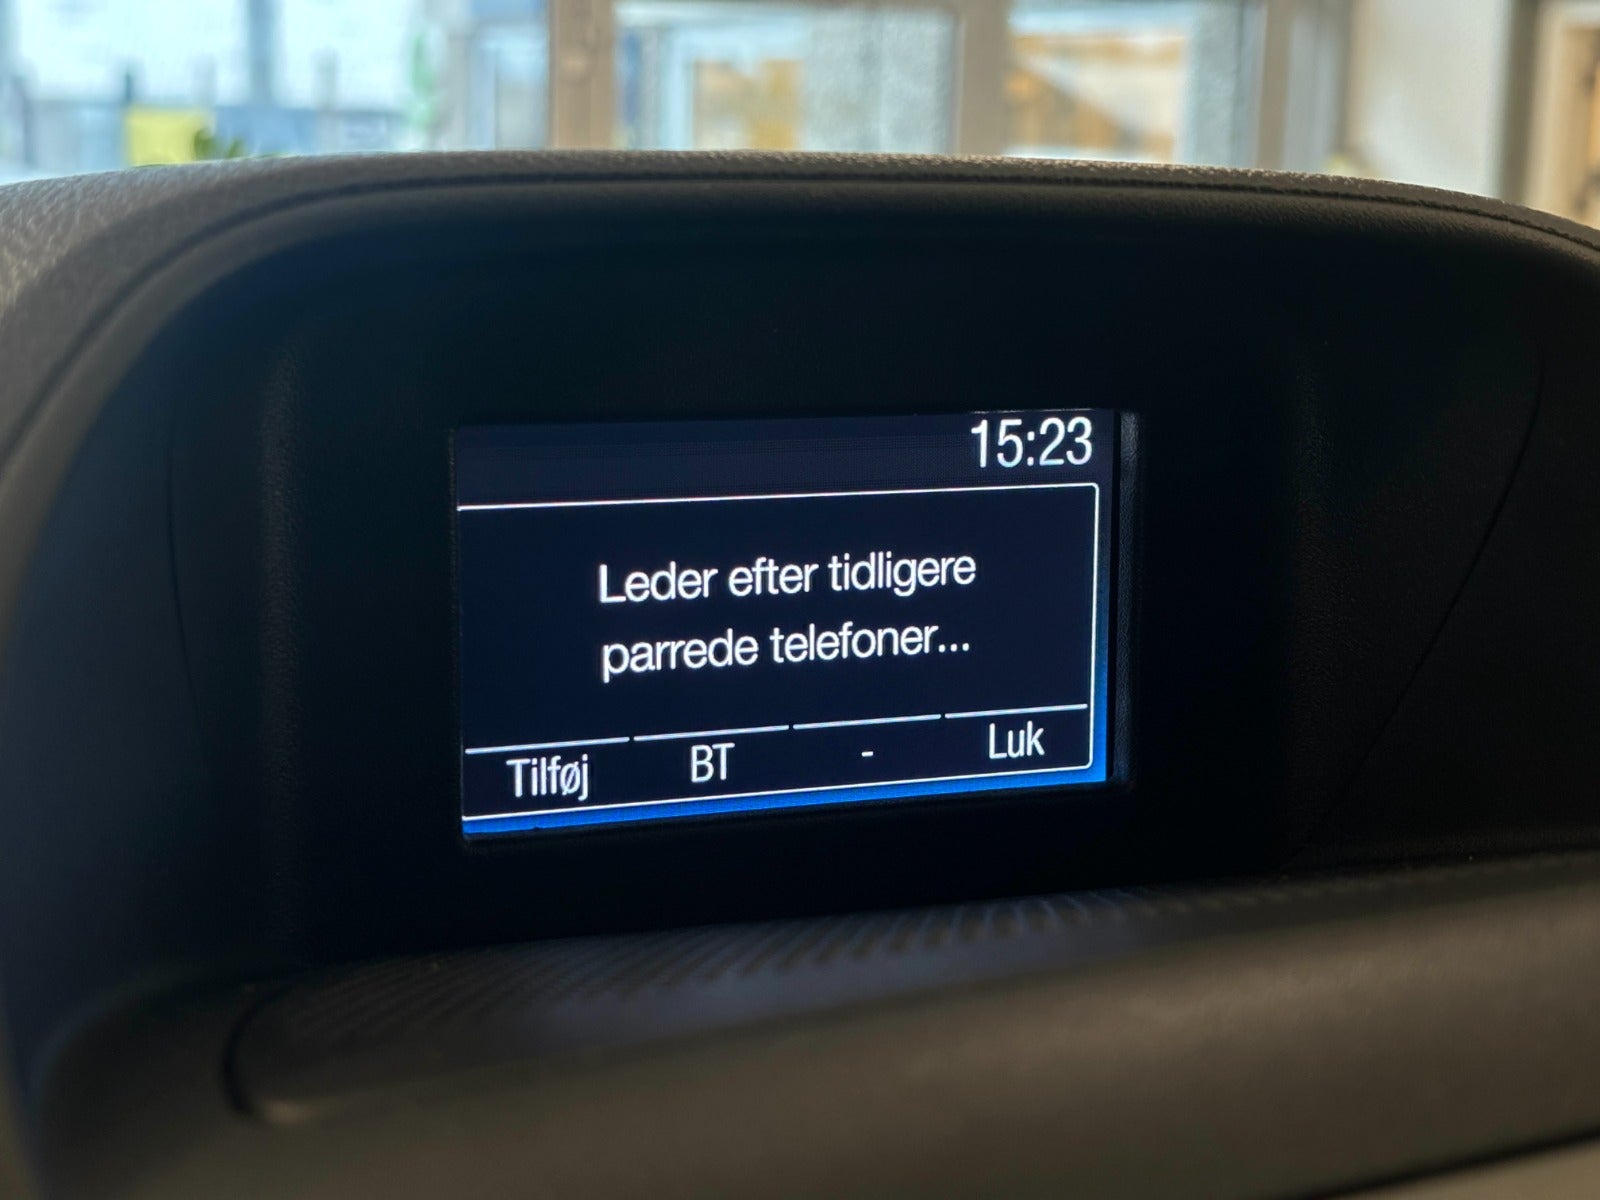 15:23
Leder efter tidligere
parrede telefoner...
Tilføj BT - Luk